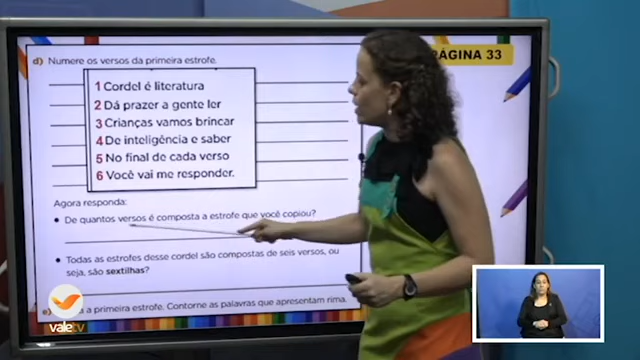 PÁGINA 33
d) Numere os versos da primeira estrofe.
1 Cordel é literatura
2 Dá prazer a gente ler
3 Crianças vamos brincar
4 De inteligência e saber
5 No final de cada verso
6 Você vai me responder.
Agora responda:
• De quantos versos é composta a estrofe que você copiou?
• Todas as estrofes desse cordel são compostas de seis versos, ou
seja, são sextilhas?
e) a primeira estrofe. Contorne as palavras que apresentam rima.
valetv